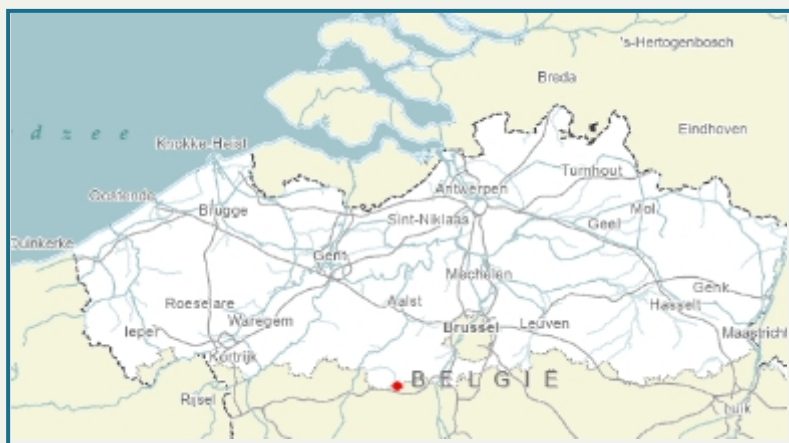 's-Hertogenbosch
Breda
dzee
Eindhoven
Knokke-Heist
Turnhout
Antwerpen
Oostende
Mol
Brugge
Sint-Niklaas
Geel
Duinkerke
Gent
Mechelen
Genk
Roeselare
Aalst
Hasselt
Waregem
Brussel
Leuven
Ieper
Maastricht
Kortrijk
BELGIË
Rijsel
Luik